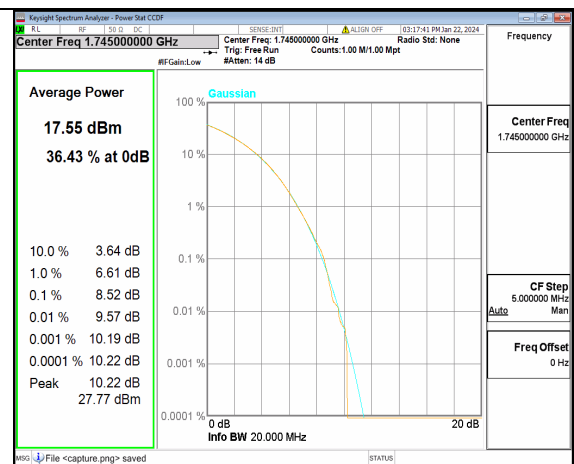 Keysight Spectrum Analyzer - Power Stat CCDF
RL RF 50 Ω DC SENSE:INT ALIGN OFF 03:17:41 PM Jan 22, 2024
Center Freq 1.745000000 GHz
Center Freq: 1.745000000 GHz Radio Std: None
Trig: Free Run Counts:1.00 M/1.00 Mpt
#IFGain:Low #Atten: 14 dB
Frequency
Average Power
17.55 dBm
36.43 % at 0dB
10.0 % 3.64 dB
1.0 % 6.61 dB
0.1 % 8.52 dB
0.01 % 9.57 dB
0.001 % 10.19 dB
0.0001 % 10.22 dB
Peak 10.22 dB
27.77 dBm
Gaussian
100 %
10 %
1 %
0.1 %
0.01 %
0.001 %
0.0001 %
0 dB 20 dB
Info BW 20.000 MHz
Center Freq
1.745000000 GHz
CF Step
5.000000 MHz
Auto Man
Freq Offset
0 Hz
MSG File <capture.png> saved STATUS